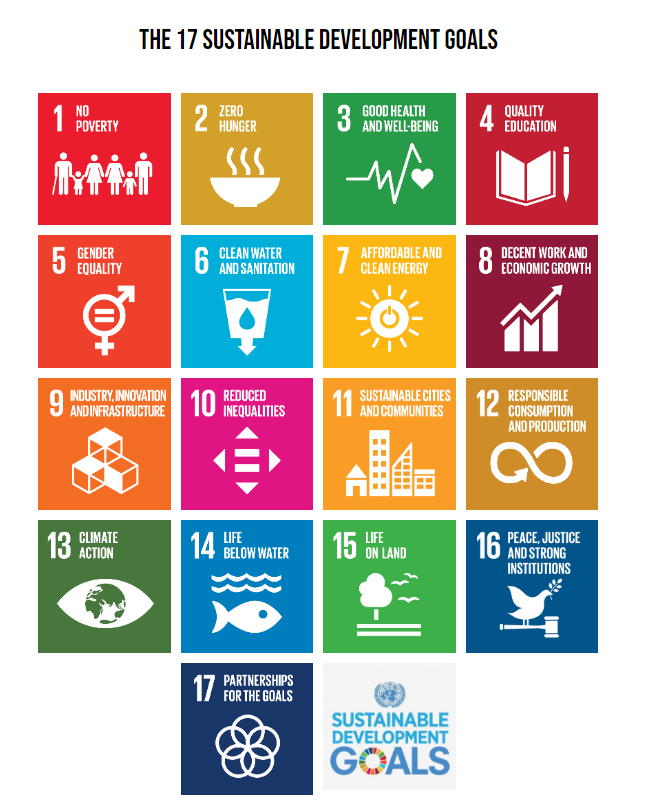 THE 17 SUSTAINABLE DEVELOPMENT GOALS
1 NO
POVERTY
2 ZERO
HUNGER
3 GOOD HEALTH
AND WELL-BEING
4 QUALITY
EDUCATION
5 GENDER
EQUALITY
6 CLEAN WATER
AND SANITATION
7 AFFORDABLE AND
CLEAN ENERGY
8 DECENT WORK AND
ECONOMIC GROWTH
9 INDUSTRY, INNOVATION
AND INFRASTRUCTURE
10 REDUCED
INEQUALITIES
11 SUSTAINABLE CITIES
AND COMMUNITIES
12 RESPONSIBLE
CONSUMPTION
AND PRODUCTION
13 CLIMATE
ACTION
14 LIFE
BELOW WATER
15 LIFE
ON LAND
16 PEACE, JUSTICE
AND STRONG
INSTITUTIONS
17 PARTNERSHIPS
FOR THE GOALS
SUSTAINABLE
DEVELOPMENT
GOALS